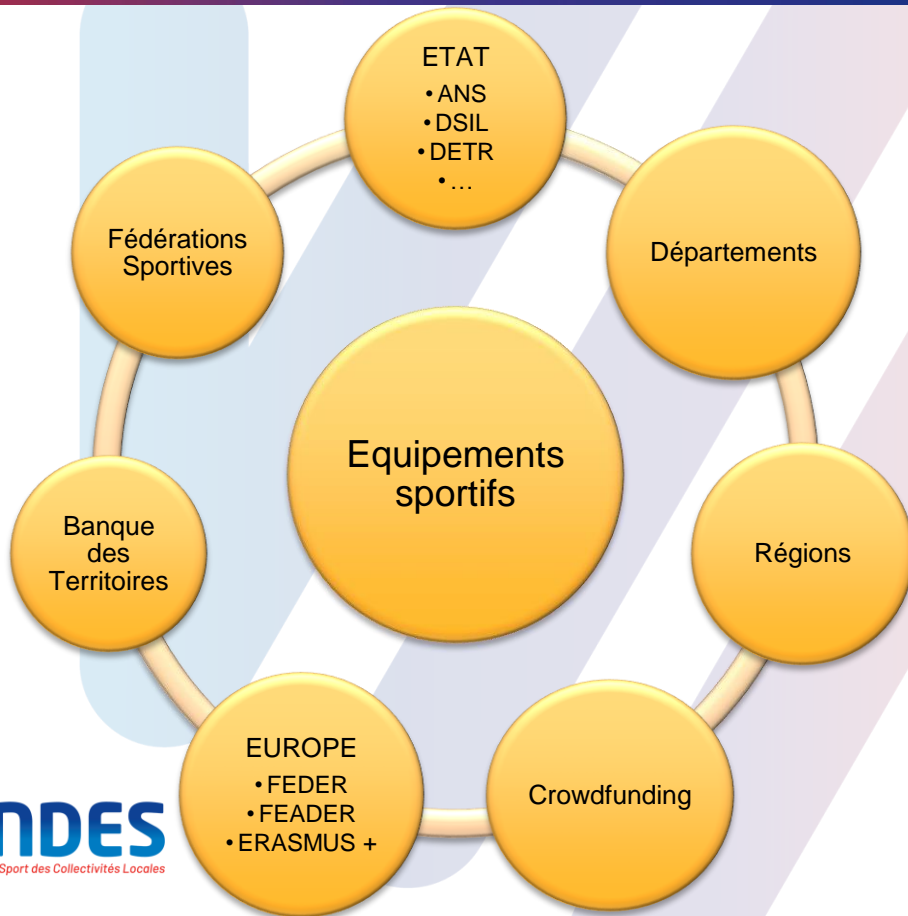 ETAT
• ANS
• DSIL
• DETR
• ...
Fédérations
Sportives
Départements
Equipements
sportifs
Banque
des
Territoires
Régions
EUROPE
• FEDER
• FEADER
• ERASMUS +
Crowdfunding
NDES
Sport des Collectivités Locales